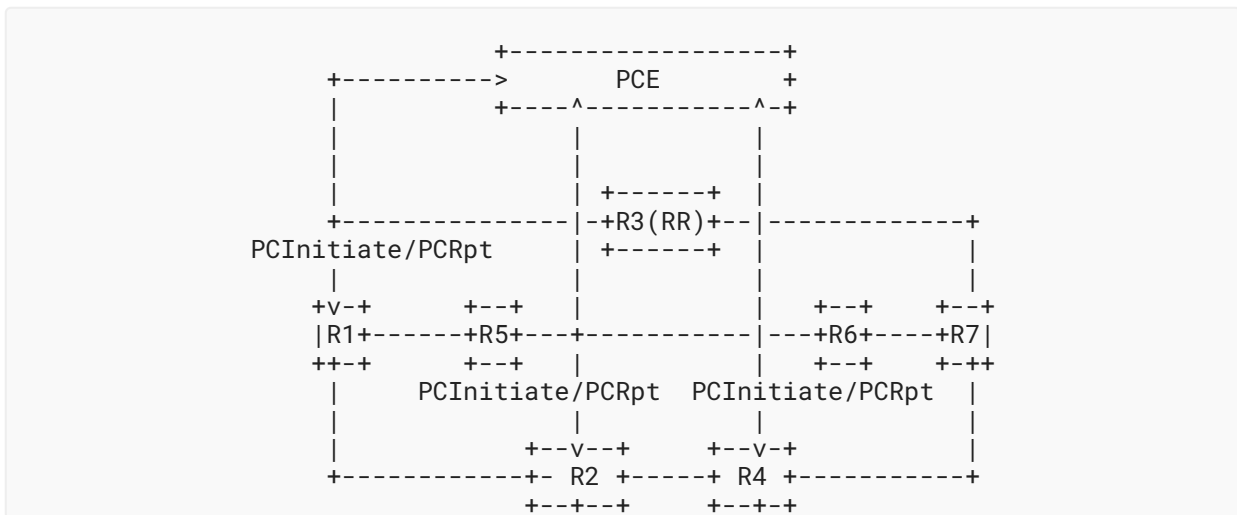 PCE
R3(RR)
PCInitiate/PCRpt
R1 R5 R6 R7
PCInitiate/PCRpt PCInitiate/PCRpt
R2 R4